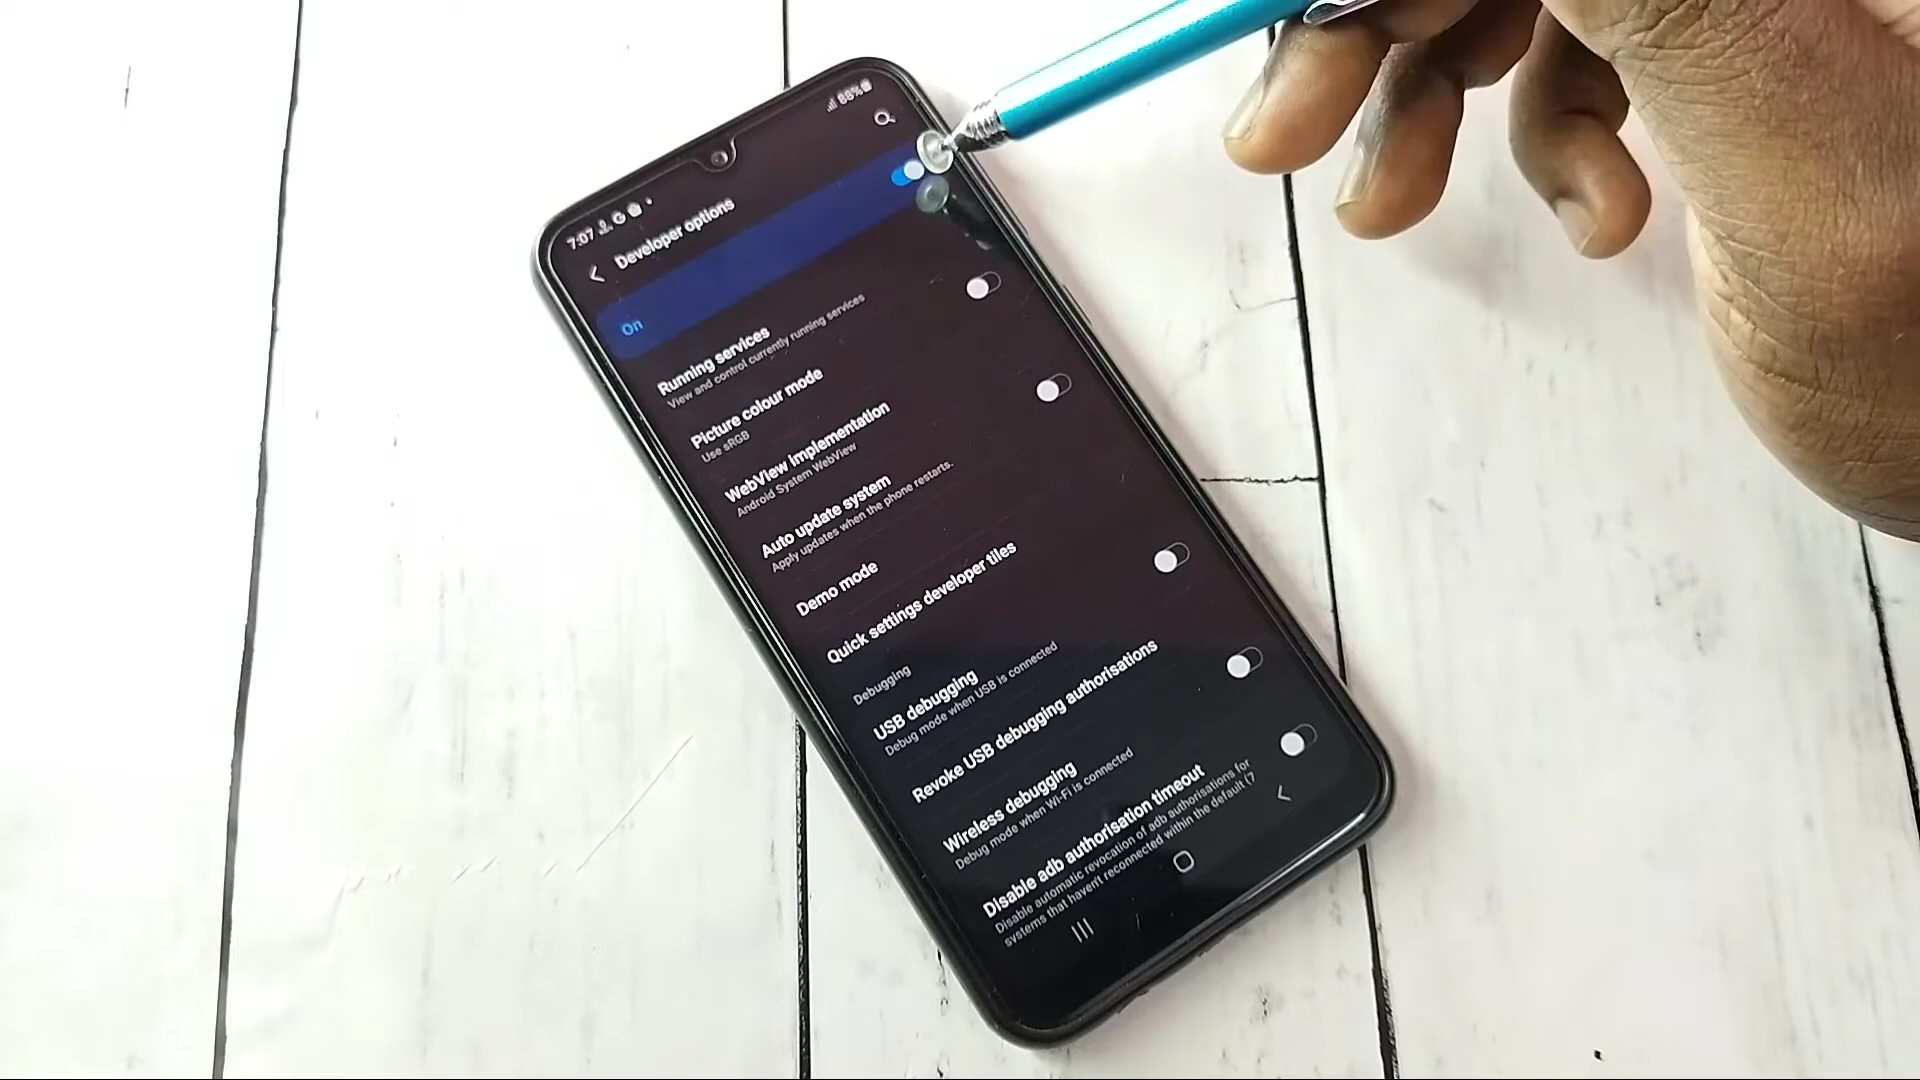 7:07
88%
Developer options
On
Running services
View and control currently running services
Picture colour mode
Use sRGB
WebView implementation
Android System WebView
Auto update system
Apply updates when the phone restarts.
Demo mode
Quick settings developer tiles
Debugging
USB debugging
Debug mode when USB is connected
Revoke USB debugging authorisations
Wireless debugging
Debug mode when Wi-Fi is connected
Disable adb authorisation timeout
Disable automatic revocation of adb authorisations for
systems that haven't reconnected within the default (7